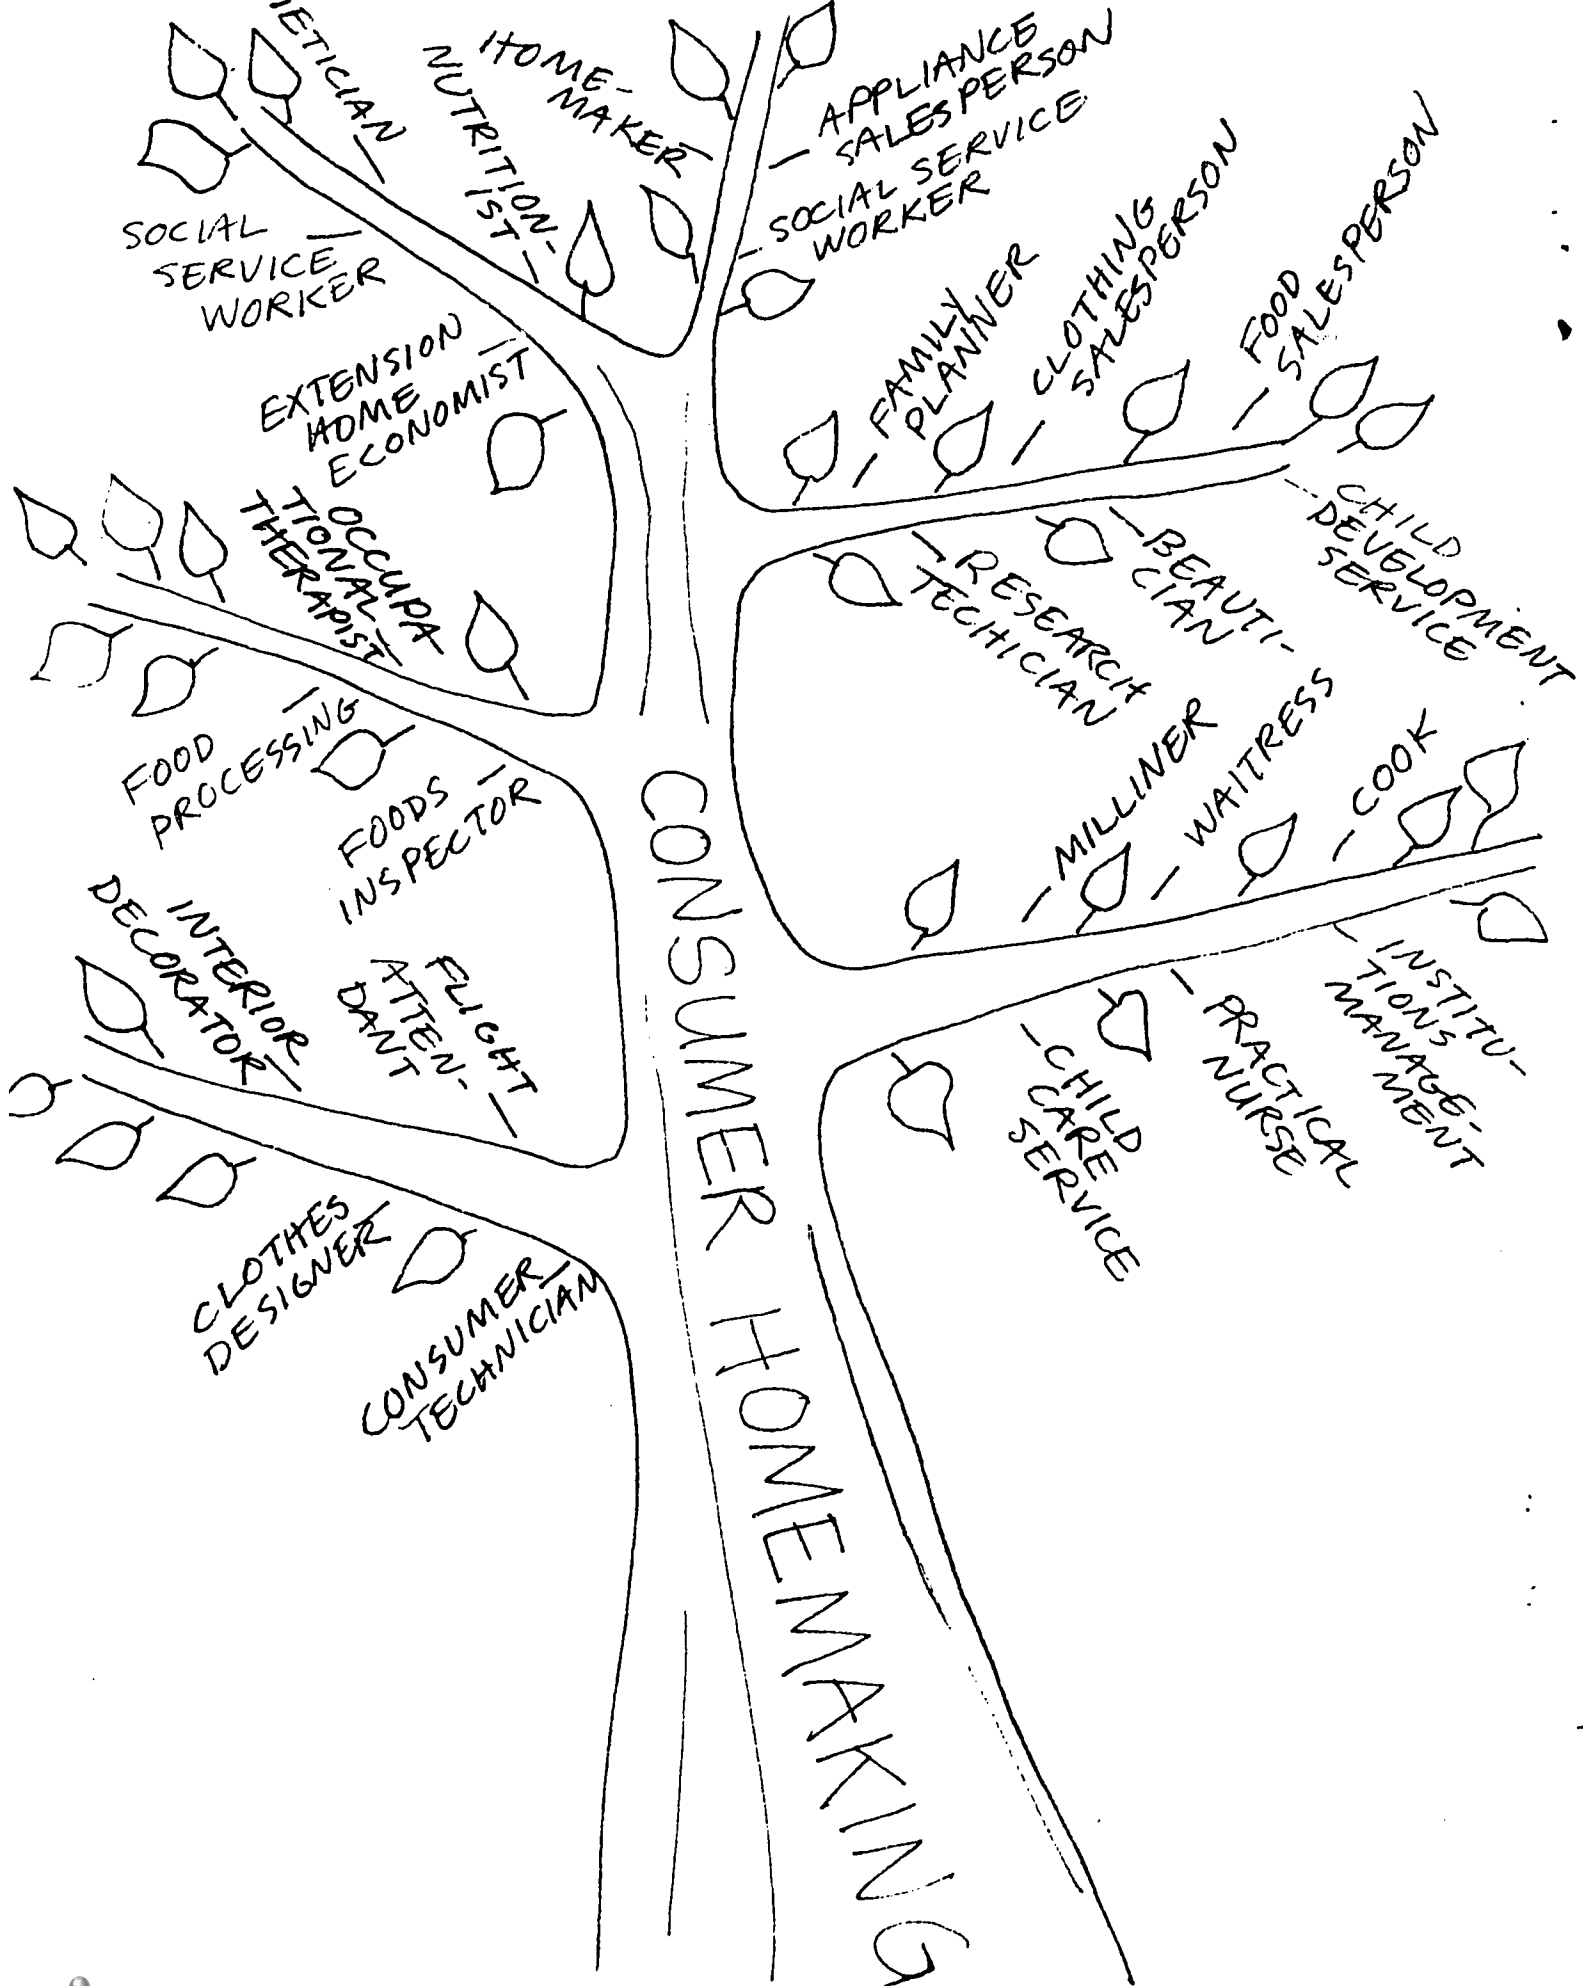 IETICIAN
NUTRITION-
IST
HOME-
MAKER
APPLIANCE
SALESPERSON
SOCIAL SERVICE
WORKER
SOCIAL
SERVICE
WORKER
EXTENSION
HOME
ECONOMIST
FAMILY
PLANNER
CLOTHING
SALESPERSON
FOOD
SALESPERSON
CHILD
DEVELOPMENT
SERVICE
BEAUTI-
CIAN
RESEARCH
TECHICIAN
OCCUPA
TIONAL
THERAPIST
FOOD
PROCESSING
FOODS
INSPECTOR
MILLINER
WAITRESS
COOK
INSTITU-
TIONS
MANAGE-
MENT
PRACTICAL
NURSE
CHILD
CARE
SERVICE
INTERIOR
DECORATOR
FLIGHT
ATTEN-
DANT
CLOTHES
DESIGNER
CONSUMER
TECHNICIAN
CONSUMER HOMEMAKING